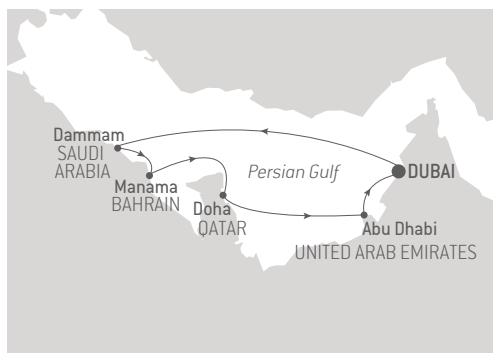 Dammam
SAUDI
ARABIA
Manama
BAHRAIN
Doha
QATAR
Persian Gulf
DUBAI
Abu Dhabi
UNITED ARAB EMIRATES